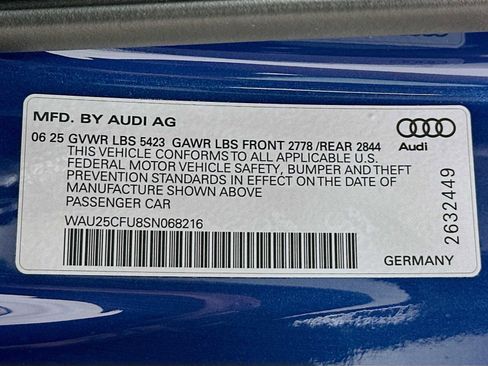 MFD. BY AUDI AG
06 25 GVWR LBS 5423 GAWR LBS FRONT 2778 /REAR 2844
THIS VEHICLE CONFORMS TO ALL APPLICABLE U.S.
FEDERAL MOTOR VEHICLE SAFETY, BUMPER AND THEFT
PREVENTION STANDARDS IN EFFECT ON THE DATE OF
MANUFACTURE SHOWN ABOVE
PASSENGER CAR
WAU25CFU8SN068216
Audi
2632449
GERMANY